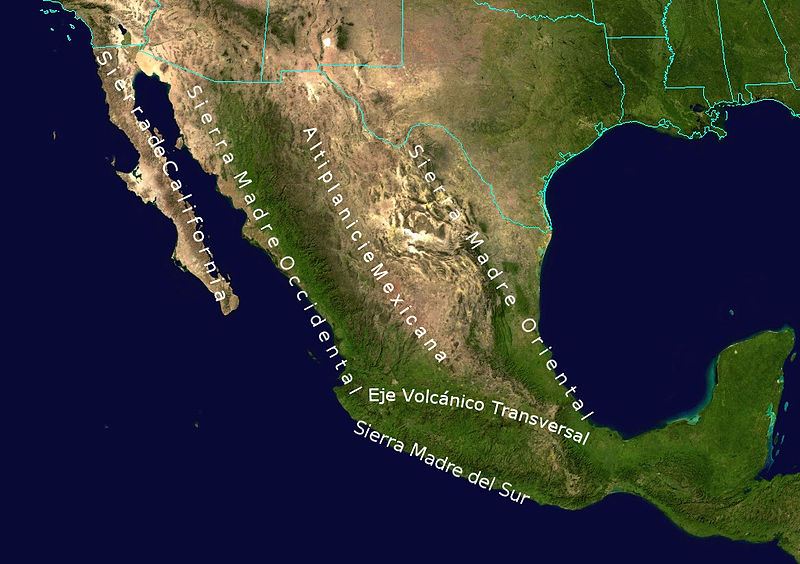 Sierra de California
Sierra Madre Occidental
Altiplanicie Mexicana
Sierra Madre Oriental
Eje Volcánico Transversal
Sierra Madre del Sur